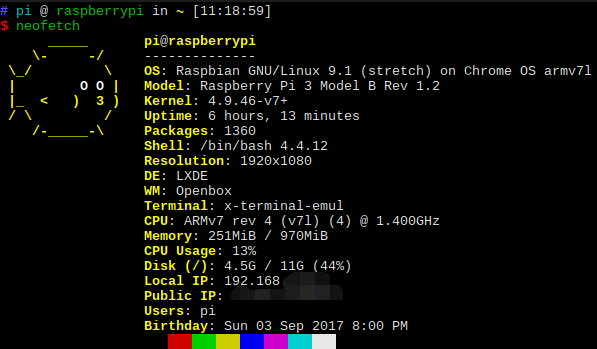 # pi @ raspberrypi in ~ [11:18:59]
$ neofetch
pi@raspberrypi
--------------
OS: Raspbian GNU/Linux 9.1 (stretch) on Chrome OS armv7l
Model: Raspberry Pi 3 Model B Rev 1.2
Kernel: 4.9.46-v7+
Uptime: 6 hours, 13 minutes
Packages: 1360
Shell: /bin/bash 4.4.12
Resolution: 1920x1080
DE: LXDE
WM: Openbox
Terminal: x-terminal-emul
CPU: ARMv7 rev 4 (v7l) (4) @ 1.400GHz
Memory: 251MiB / 970MiB
CPU Usage: 13%
Disk (/): 4.5G / 11G (44%)
Local IP: 192.168
Public IP:
Users: pi
Birthday: Sun 03 Sep 2017 8:00 PM